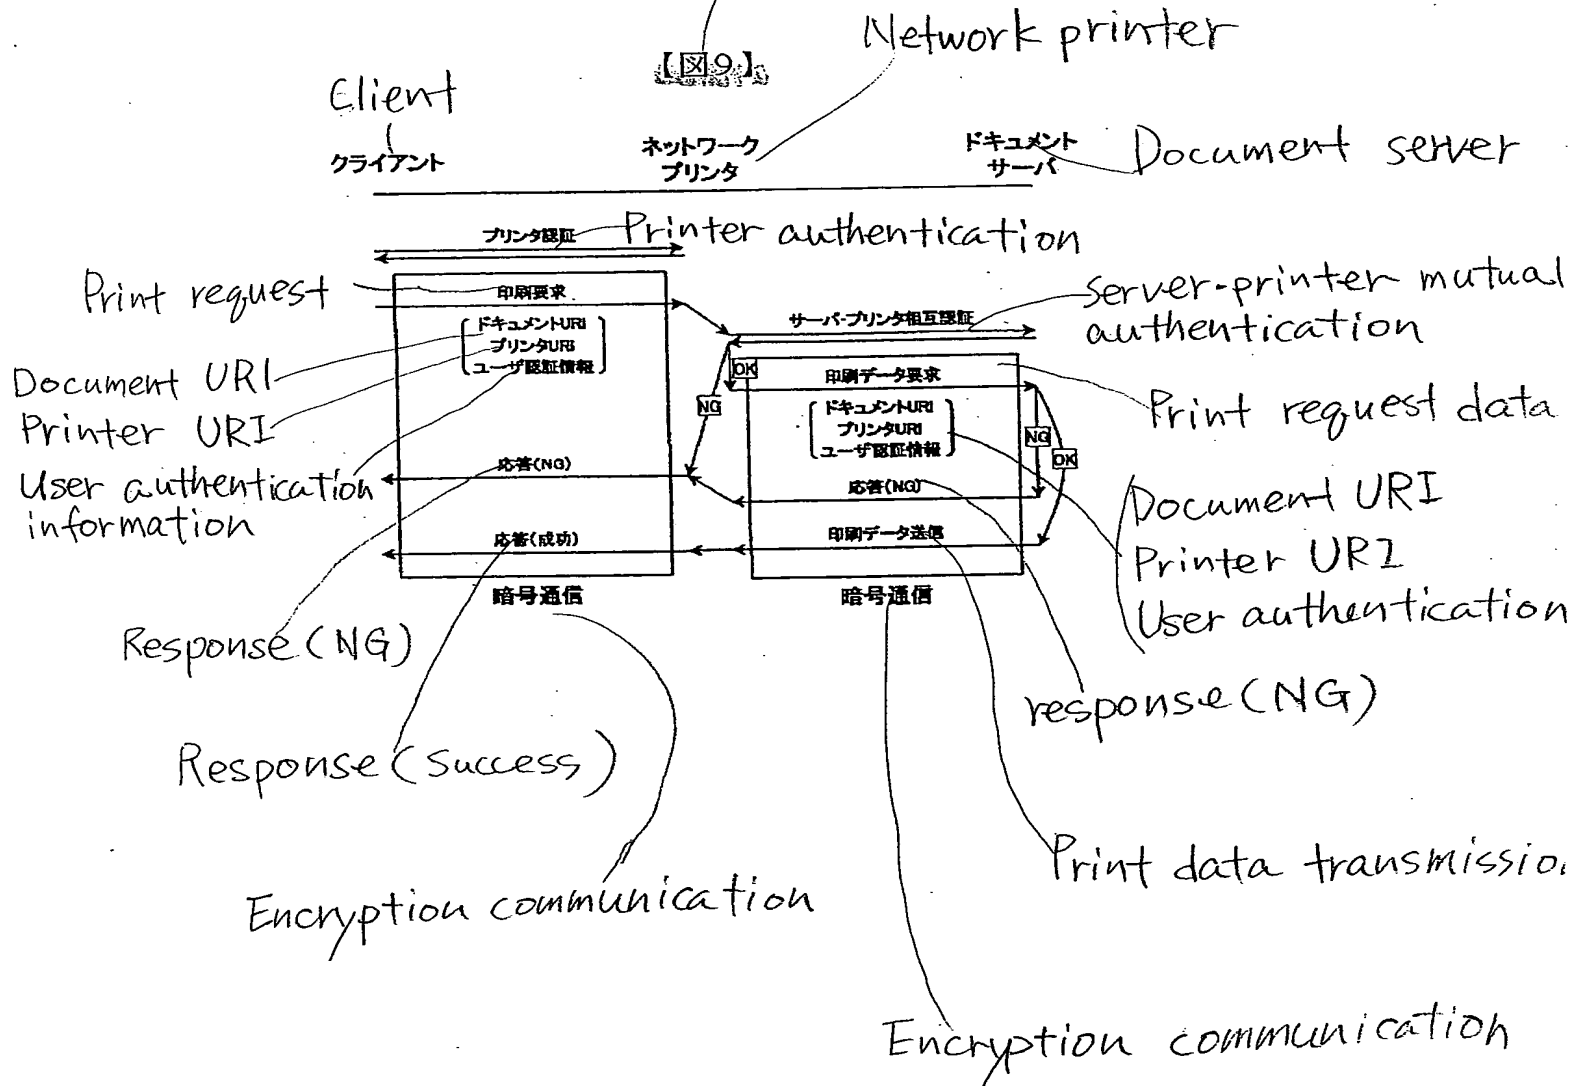 Network printer
【図9】
Client
クライアント
ネットワーク
プリンタ
ドキュメント
サーバ
Document server
プリンタ認証
Printer authentication
Print request
印刷要求
サーバ・プリンタ相互認証
server-printer mutual
authentication
ドキュメントURI
プリンタURI
ユーザ認証情報
Document URI
Printer URI
User authentication
information
OK
NG
印刷データ要求
Print request data
ドキュメントURI
プリンタURI
ユーザ認証情報
NG
OK
Document URI
Printer URI
User authentication
応答(NG)
応答(NG)
応答(成功)
印刷データ送信
暗号通信
暗号通信
Response (NG)
response (NG)
Response (Success)
Print data transmissio
Encryption communication
Encryption communication